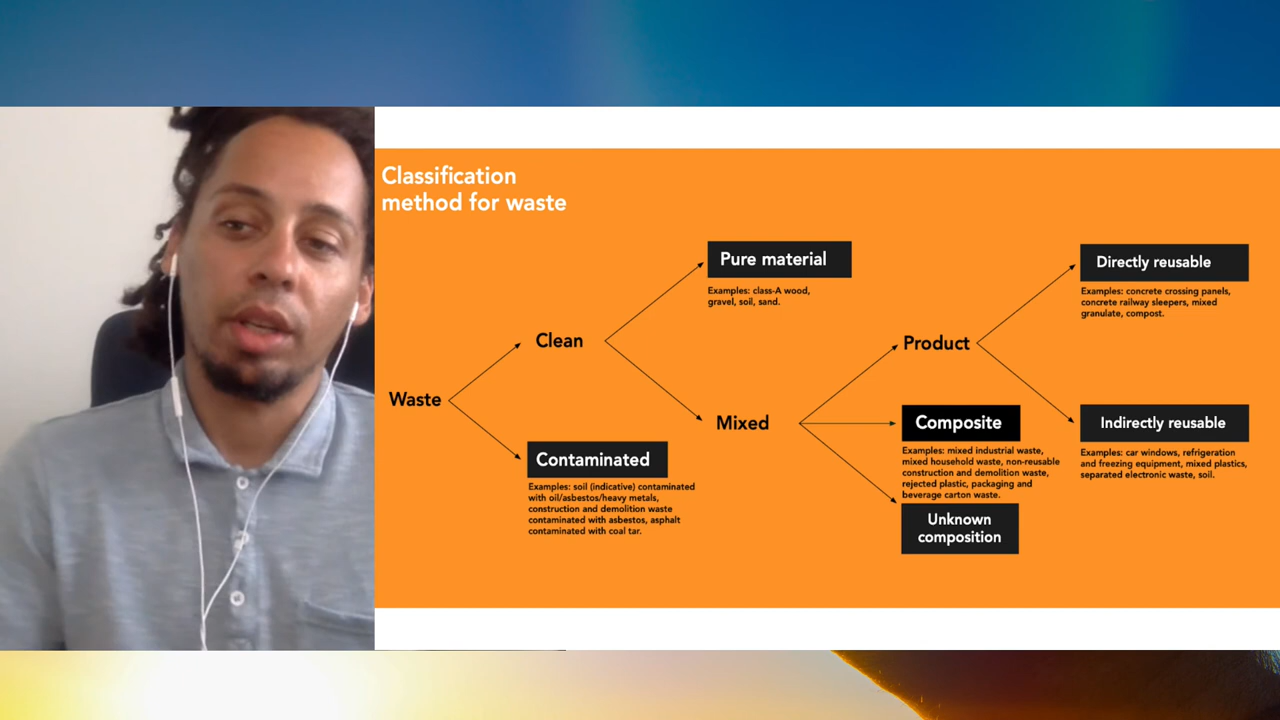 Classification
method for waste
Pure material
Examples: class-A wood,
gravel, soil, sand.
Directly reusable
Examples: concrete crossing panels,
concrete railway sleepers, mixed
granulate, compost.
Clean
Product
Waste
Mixed
Composite
Examples: mixed industrial waste,
mixed household waste, non-reusable
construction and demolition waste,
rejected plastic, packaging and
beverage carton waste.
Indirectly reusable
Examples: car windows, refrigeration
and freezing equipment, mixed plastics,
separated electronic waste, soil.
Contaminated
Examples: soil (indicative) contaminated
with oil/asbestos/heavy metals,
construction and demolition waste
contaminated with asbestos, asphalt
contaminated with coal tar.
Unknown
composition